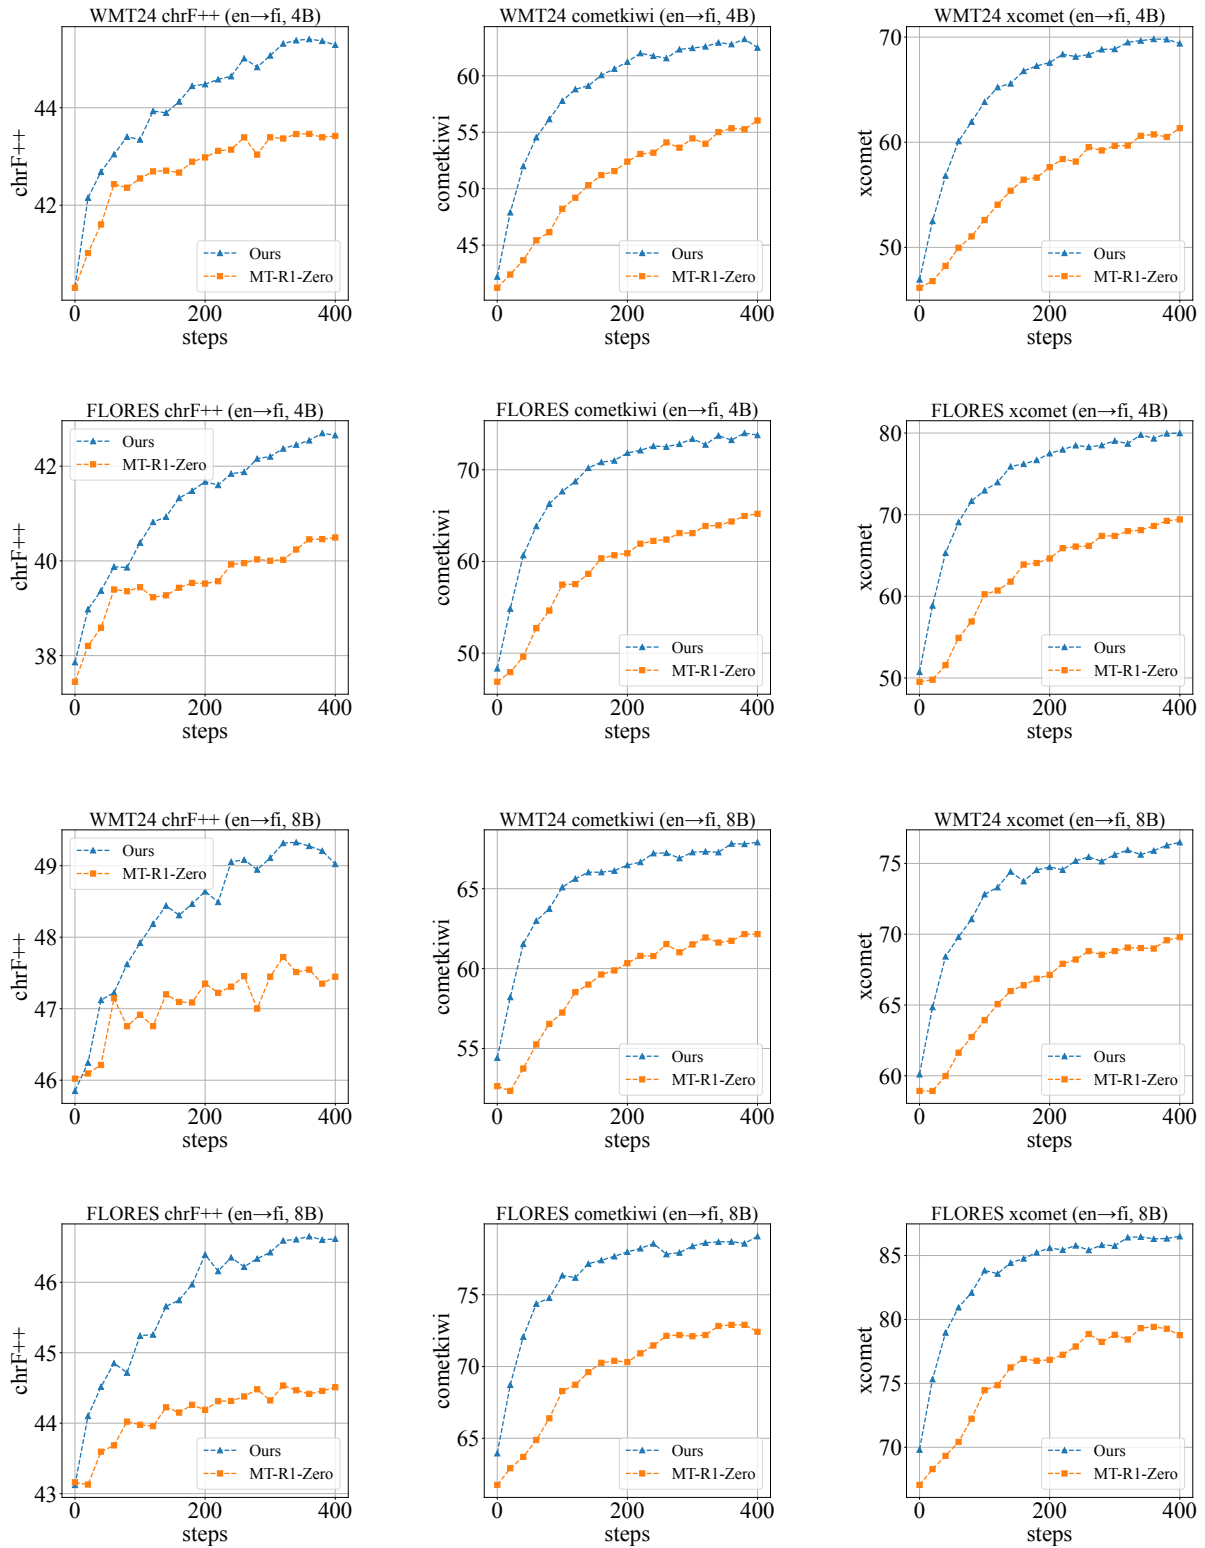 WMT24 chrF++ (en→fi, 4B)
chrF++
44
42
Ours
MT-R1-Zero
0
200
400
steps
WMT24 cometkiwi (en→fi, 4B)
cometkiwi
60
55
50
45
Ours
MT-R1-Zero
0
200
400
steps
WMT24 xcomet (en→fi, 4B)
xcomet
70
60
50
Ours
MT-R1-Zero
0
200
400
steps
FLORES chrF++ (en→fi, 4B)
chrF++
42
40
38
Ours
MT-R1-Zero
0
200
400
steps
FLORES cometkiwi (en→fi, 4B)
cometkiwi
70
60
50
Ours
MT-R1-Zero
0
200
400
steps
FLORES xcomet (en→fi, 4B)
xcomet
80
70
60
50
Ours
MT-R1-Zero
0
200
400
steps
WMT24 chrF++ (en→fi, 8B)
chrF++
49
48
47
46
Ours
MT-R1-Zero
0
200
400
steps
WMT24 cometkiwi (en→fi, 8B)
cometkiwi
65
60
55
Ours
MT-R1-Zero
0
200
400
steps
WMT24 xcomet (en→fi, 8B)
xcomet
75
70
65
60
Ours
MT-R1-Zero
0
200
400
steps
FLORES chrF++ (en→fi, 8B)
chrF++
46
45
44
43
Ours
MT-R1-Zero
0
200
400
steps
FLORES cometkiwi (en→fi, 8B)
cometkiwi
75
70
65
Ours
MT-R1-Zero
0
200
400
steps
FLORES xcomet (en→fi, 8B)
xcomet
85
80
75
70
Ours
MT-R1-Zero
0
200
400
steps